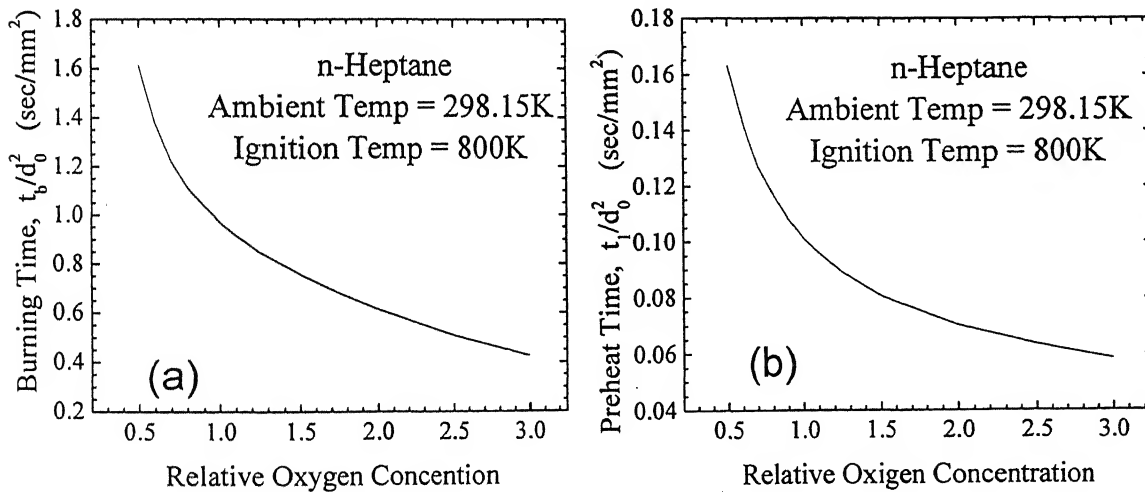 1.8
1.6
1.4
1.2
1.0
0.8
0.6
0.4
0.2
Burning Time, t_b/d_0^2 (sec/mm^2)
n-Heptane
Ambient Temp = 298.15K
Ignition Temp = 800K
(a)
0.5 1.0 1.5 2.0 2.5 3.0
Relative Oxygen Concention
0.18
0.16
0.14
0.12
0.10
0.08
0.06
0.04
Preheat Time, t_1/d_0^2 (sec/mm^2)
n-Heptane
Ambient Temp = 298.15K
Ignition Temp = 800K
(b)
0.5 1.0 1.5 2.0 2.5 3.0
Relative Oxigen Concentration